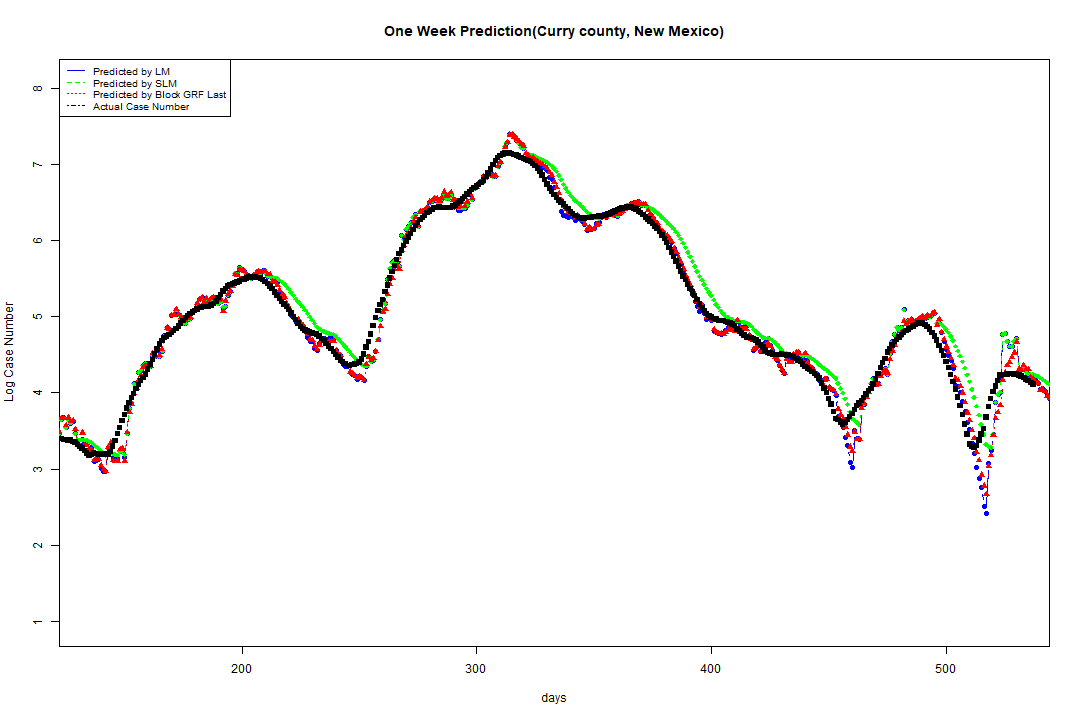 One Week Prediction(Curry county, New Mexico)
Predicted by LM
Predicted by SLM
Predicted by Block GRF Last
Actual Case Number
8
7
6
5
4
3
2
1
Log Case Number
200 300 400 500
days